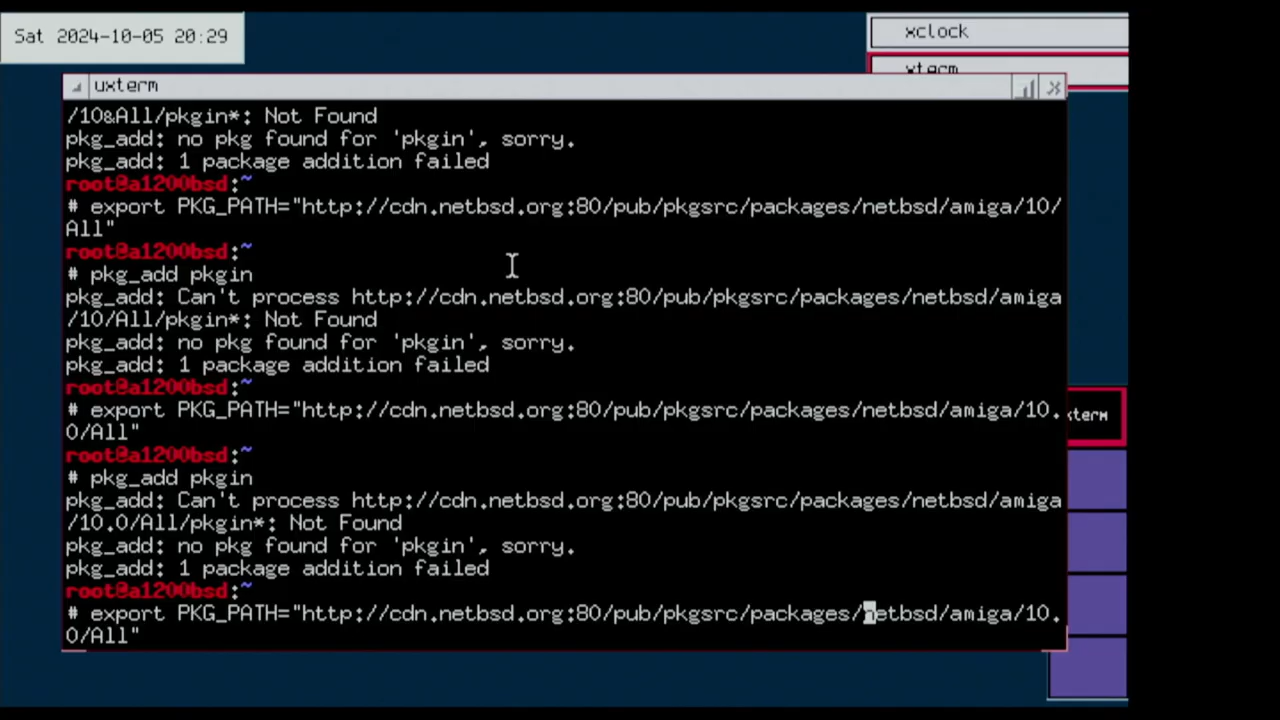 Sat 2024-10-05 20:29
xclock
xterm
uxterm
/10&All/pkgin*: Not Found
pkg_add: no pkg found for 'pkgin', sorry.
pkg_add: 1 package addition failed
root@a1200bsd:~
# export PKG_PATH="http://cdn.netbsd.org:80/pub/pkgsrc/packages/netbsd/amiga/10/
All"
root@a1200bsd:~
# pkg_add pkgin
pkg_add: Can't process http://cdn.netbsd.org:80/pub/pkgsrc/packages/netbsd/amiga
/10/All/pkgin*: Not Found
pkg_add: no pkg found for 'pkgin', sorry.
pkg_add: 1 package addition failed
root@a1200bsd:~
# export PKG_PATH="http://cdn.netbsd.org:80/pub/pkgsrc/packages/netbsd/amiga/10.
0/All"
root@a1200bsd:~
# pkg_add pkgin
pkg_add: Can't process http://cdn.netbsd.org:80/pub/pkgsrc/packages/netbsd/amiga
/10.0/All/pkgin*: Not Found
pkg_add: no pkg found for 'pkgin', sorry.
pkg_add: 1 package addition failed
root@a1200bsd:~
# export PKG_PATH="http://cdn.netbsd.org:80/pub/pkgsrc/packages/netbsd/amiga/10.
0/All"